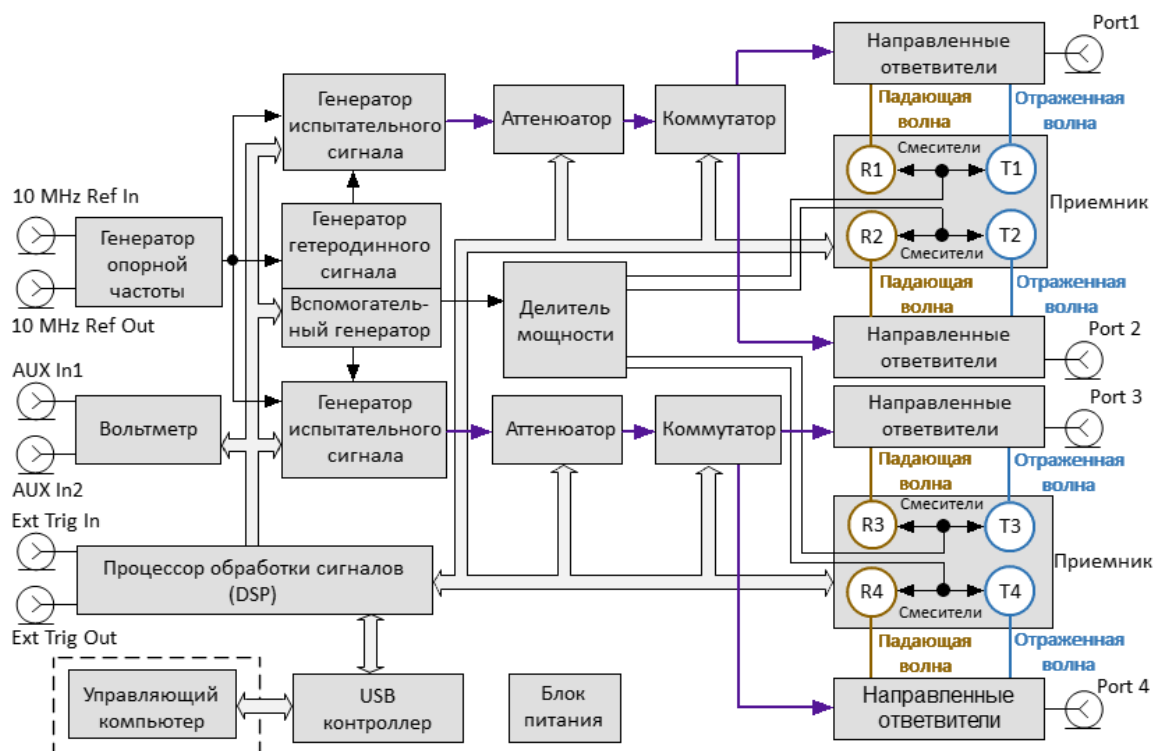 Port1
Направленные
ответвители
Генератор
испытательного
сигнала
Аттенюатор
Коммутатор
Падающая
волна
Отраженная
волна
Смесители
R1
T1
Приемник
10 MHz Ref In
Генератор
опорной
частоты
10 MHz Ref Out
Генератор
гетеродинного
сигнала
Вспомогатель-
ный генератор
Делитель
мощности
R2
T2
Смесители
Падающая
волна
Отраженная
волна
Направленные
ответвители
Port 2
AUX In1
Вольтметр
AUX In2
Генератор
испытательного
сигнала
Аттенюатор
Коммутатор
Направленные
ответвители
Port 3
Падающая
волна
Отраженная
волна
Смесители
R3
T3
Приемник
R4
T4
Смесители
Падающая
волна
Отраженная
волна
Ext Trig In
Процессор обработки сигналов
(DSP)
Ext Trig Out
Управляющий
компьютер
USB
контроллер
Блок
питания
Направленные
ответвители
Port 4